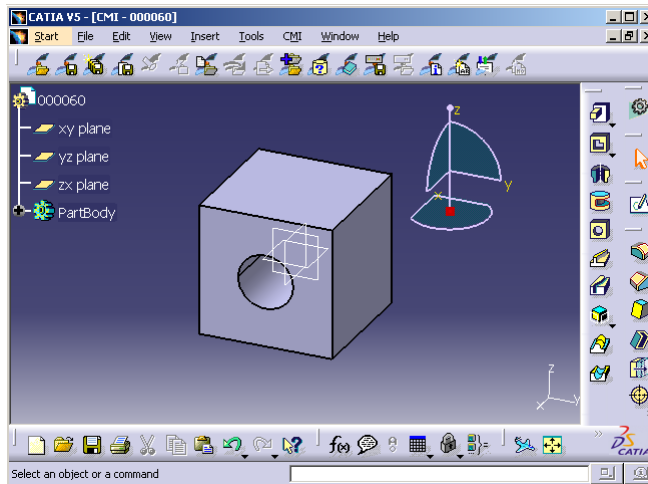 CATIA V5 - [CMI - 000060]
Start File Edit View Insert Tools CMI Window Help
000060
xy plane
yz plane
zx plane
PartBody
z
y
x
z
y
x
f(x)
DS
CATIA
Select an object or a command